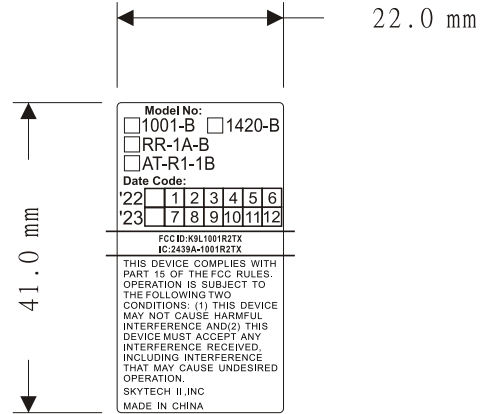 22.0 mm
41.0 mm
Model No:
1001-B 1420-B
RR-1A-B
AT-R1-1B
Date Code:
'22 1 2 3 4 5 6
'23 7 8 9 10 11 12
FCC ID:K9L1001R2TX
IC:2439A-1001R2TX
THIS DEVICE COMPLIES WITH
PART 15 OF THE FCC RULES.
OPERATION IS SUBJECT TO
THE FOLLOWING TWO
CONDITIONS: (1) THIS DEVICE
MAY NOT CAUSE HARMFUL
INTERFERENCE AND(2) THIS
DEVICE MUST ACCEPT ANY
INTERFERENCE RECEIVED,
INCLUDING INTERFERENCE
THAT MAY CAUSE UNDESIRED
OPERATION.
SKYTECH II ,INC
MADE IN CHINA